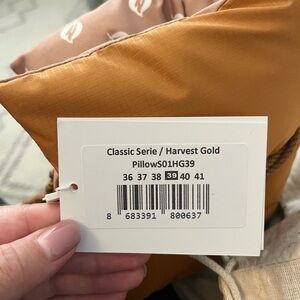 Classic Serie / Harvest Gold
PillowS01HG39
36 37 38 39 40 41
8 683391 800637